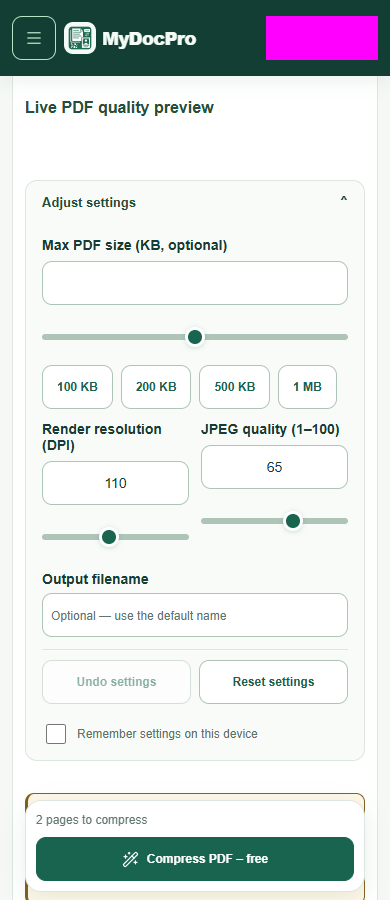 MyDocPro
Live PDF quality preview
Adjust settings
^
Max PDF size (KB, optional)
100 KB
200 KB
500 KB
1 MB
Render resolution
(DPI)
JPEG quality (1–100)
110
65
Output filename
Optional — use the default name
Undo settings
Reset settings
Remember settings on this device
2 pages to compress
Compress PDF – free